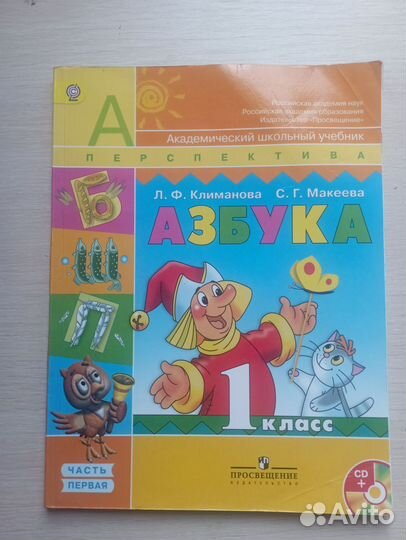 Российская академия наук
Российская академия образования
Издательство «Просвещение»
А
Академический школьный учебник
ПЕРСПЕКТИВА
Л. Ф. Климанова С. Г. Макеева
АЗБУКА
Б
Ш
П
1 КЛАСС
ЧАСТЬ
ПЕРВАЯ
ПРОСВЕЩЕНИЕ
ИЗДАТЕЛЬСТВО
CD
+
Avito